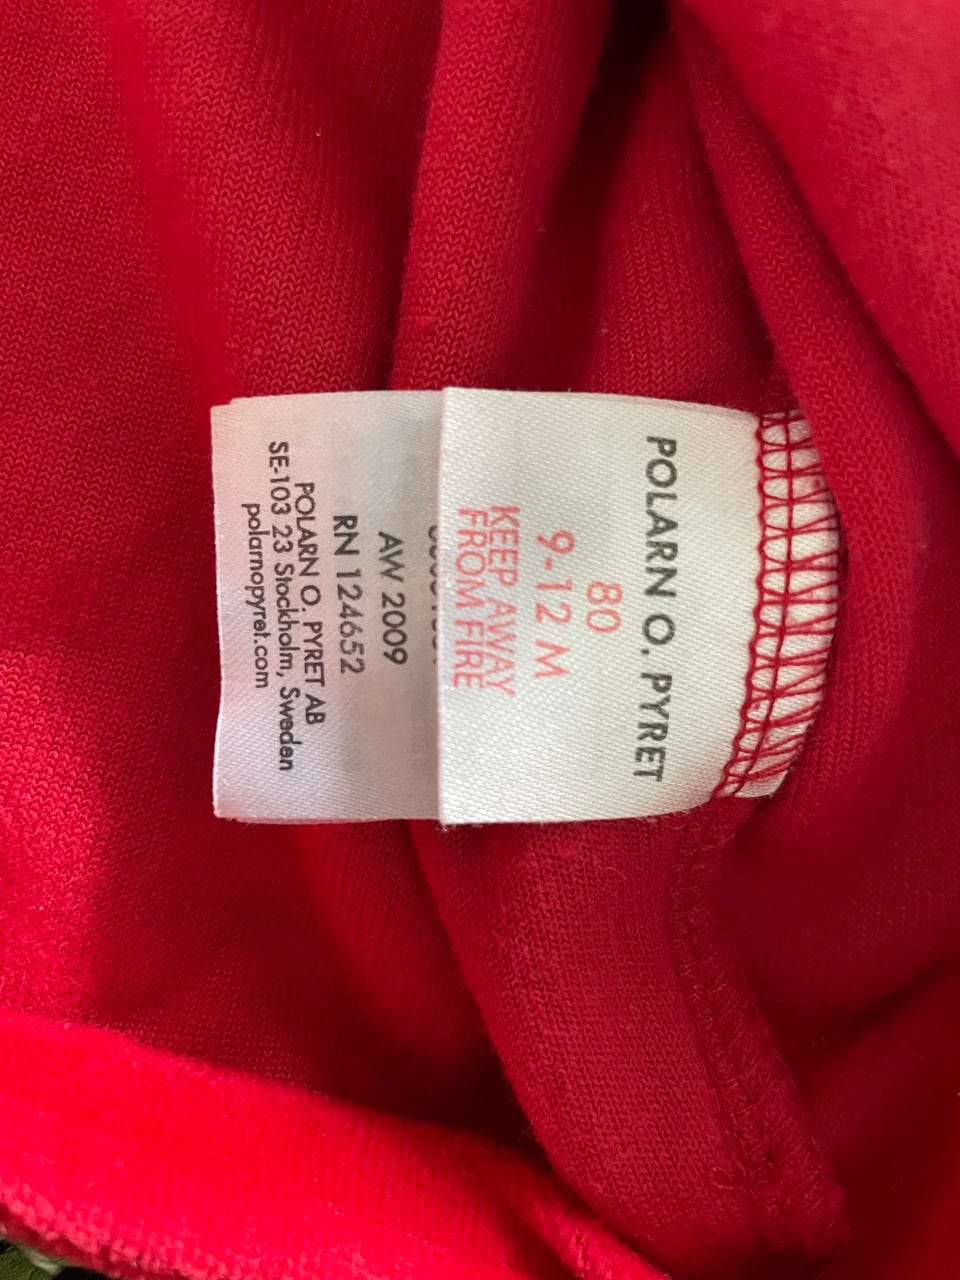 POLARN O. PYRET
80
9-12 M
KEEP AWAY
FROM FIRE
AW 2009
RN 124652
POLARN O. PYRET AB
SE-103 23 Stockholm, Sweden
polarnopyret.com